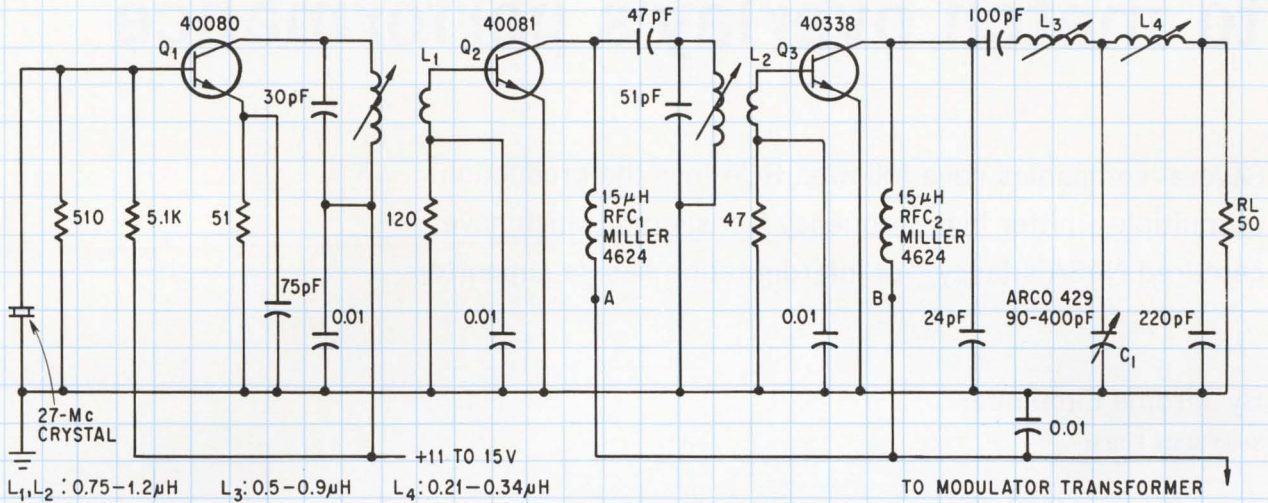 40080
Q1
30pF
510
5.1K
51
75pF
0.01
27-Mc
CRYSTAL
40081
L1
Q2
120
0.01
47pF
51pF
15μH
RFC1
MILLER
4624
A
+11 TO 15V
40338
L2
Q3
47
0.01
15μH
RFC2
MILLER
4624
B
24pF
100pF
L3
L4
ARCO 429
90-400pF
C1
220pF
RL
50
0.01
TO MODULATOR TRANSFORMER
L1,L2: 0.75-1.2μH L3: 0.5-0.9μH L4: 0.21-0.34μH